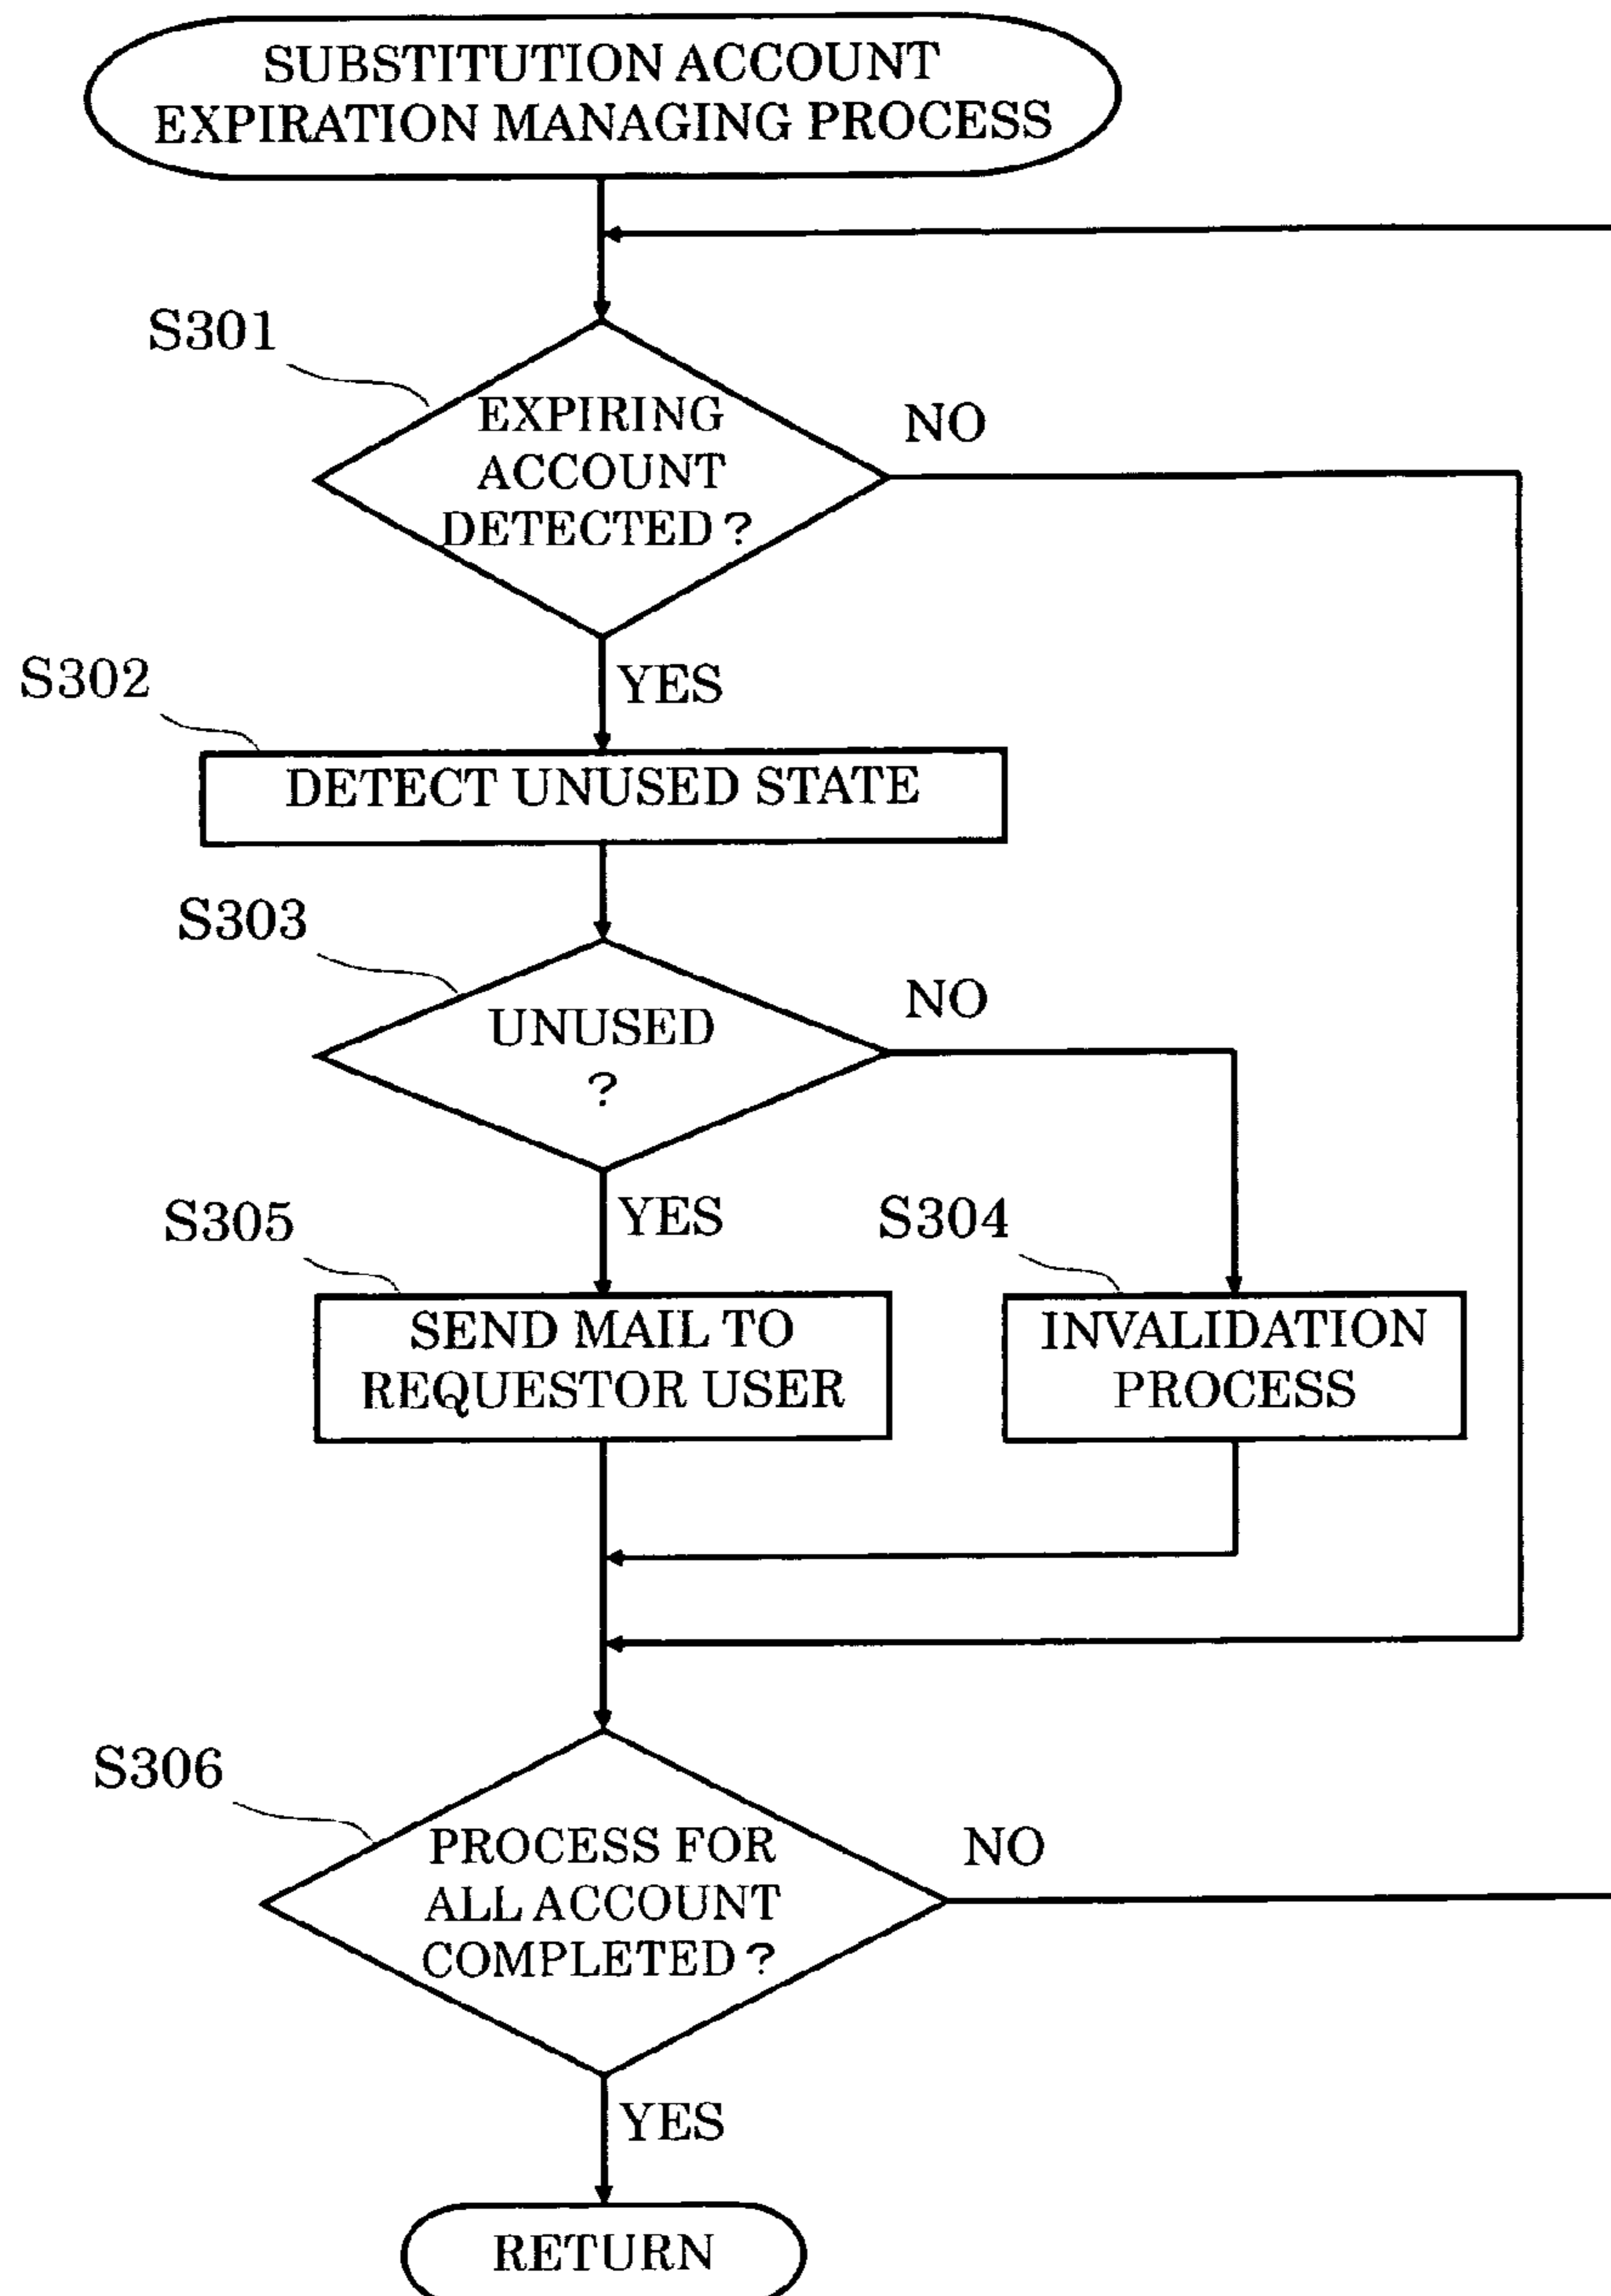 SUBSTITUTION ACCOUNT
EXPIRATION MANAGING PROCESS
S301
EXPIRING
ACCOUNT
DETECTED ?
NO
YES
S302
DETECT UNUSED STATE
S303
UNUSED
?
NO
YES
S305
SEND MAIL TO
REQUESTOR USER
S304
INVALIDATION
PROCESS
S306
PROCESS FOR
ALL ACCOUNT
COMPLETED ?
NO
YES
RETURN